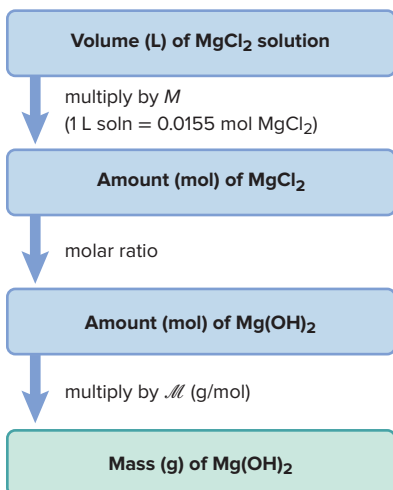 Volume (L) of MgCl₂ solution
multiply by M
(1 L soln = 0.0155 mol MgCl₂)
Amount (mol) of MgCl₂
molar ratio
Amount (mol) of Mg(OH)₂
multiply by ℳ (g/mol)
Mass (g) of Mg(OH)₂